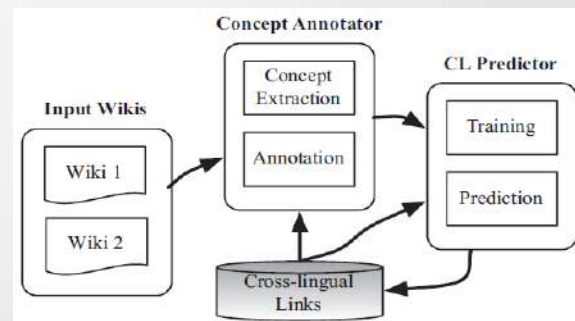 Concept Annotator
Concept
Extraction
Annotation
CL Predictor
Training
Prediction
Input Wikis
Wiki 1
Wiki 2
Cross-lingual
Links